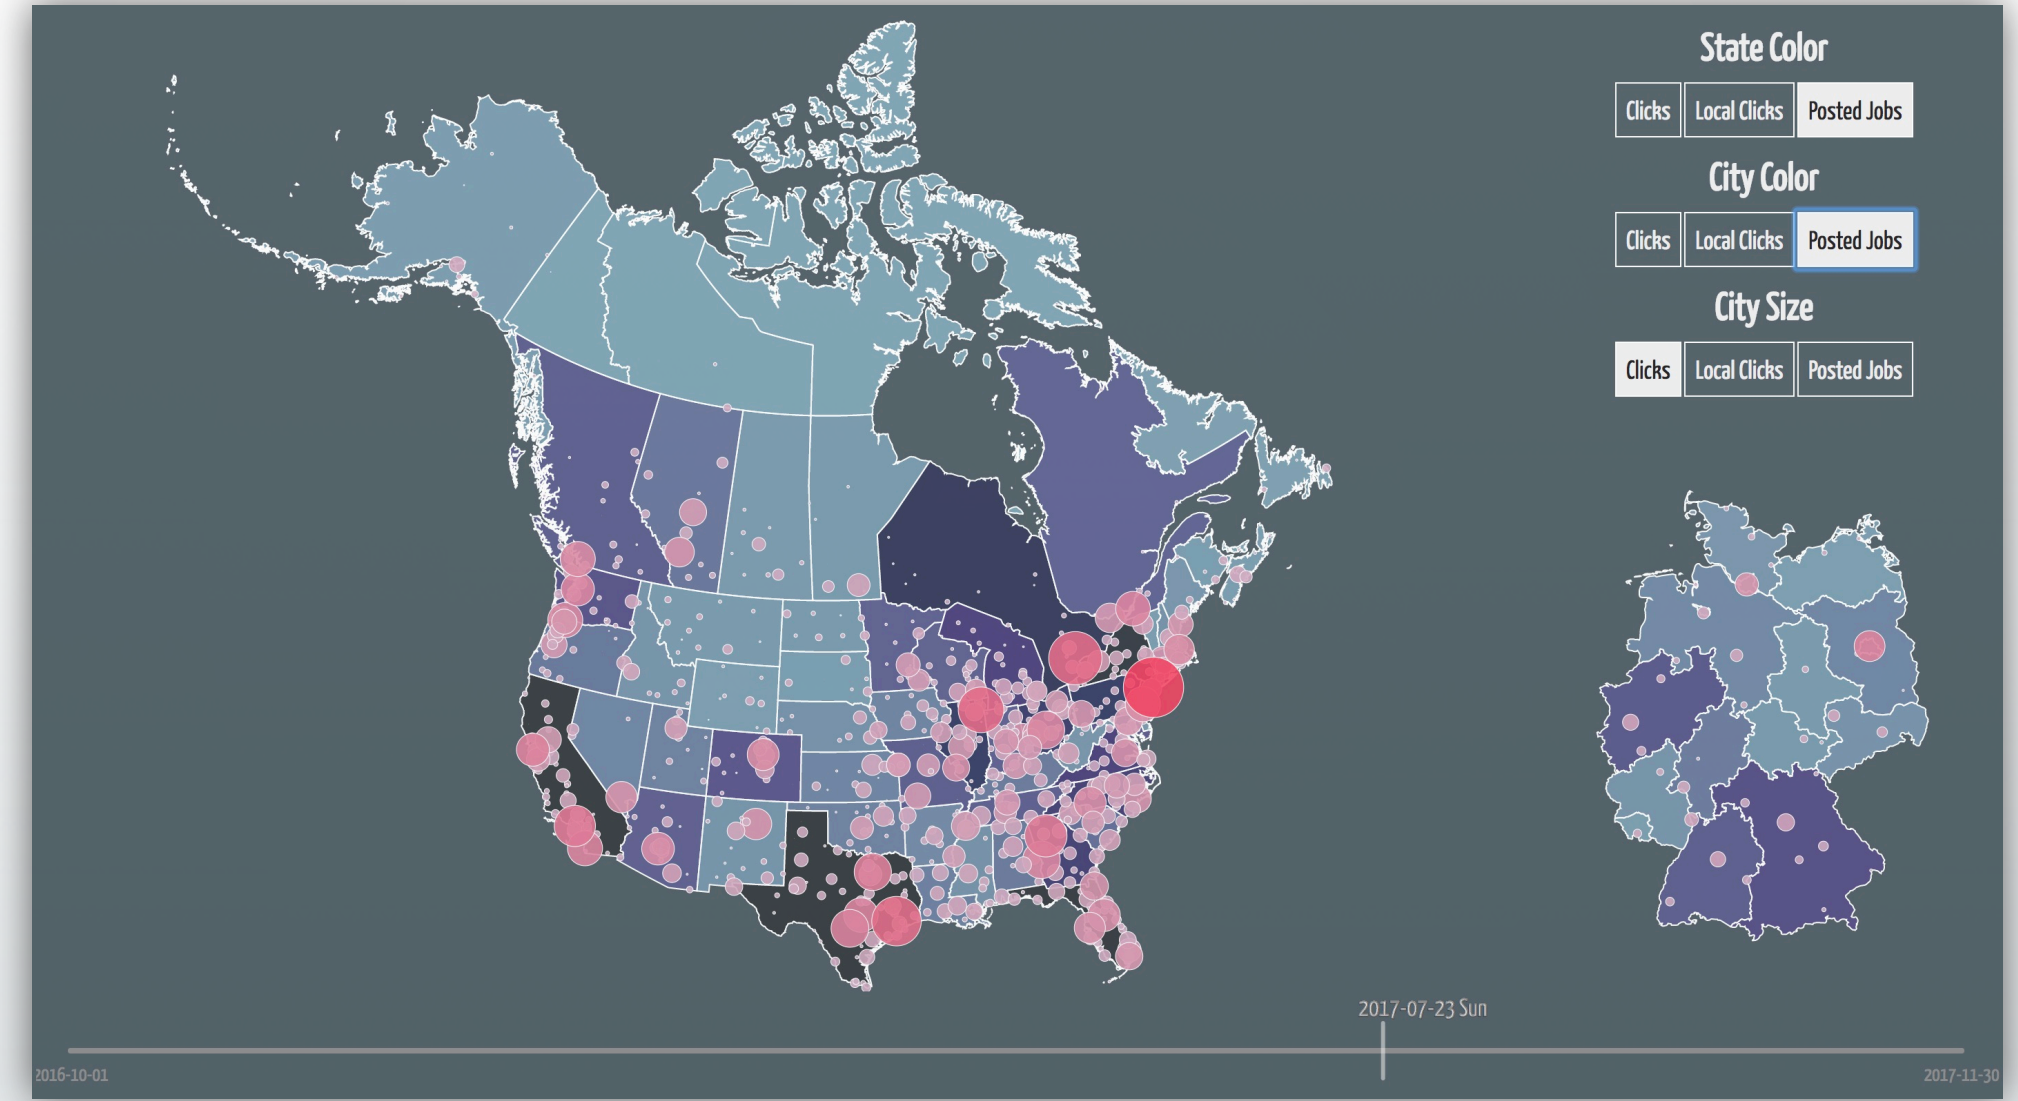 State Color
Clicks
Local Clicks
Posted Jobs
City Color
Clicks
Local Clicks
Posted Jobs
City Size
Clicks
Local Clicks
Posted Jobs
2017-07-23 Sun
2016-10-01
2017-11-30